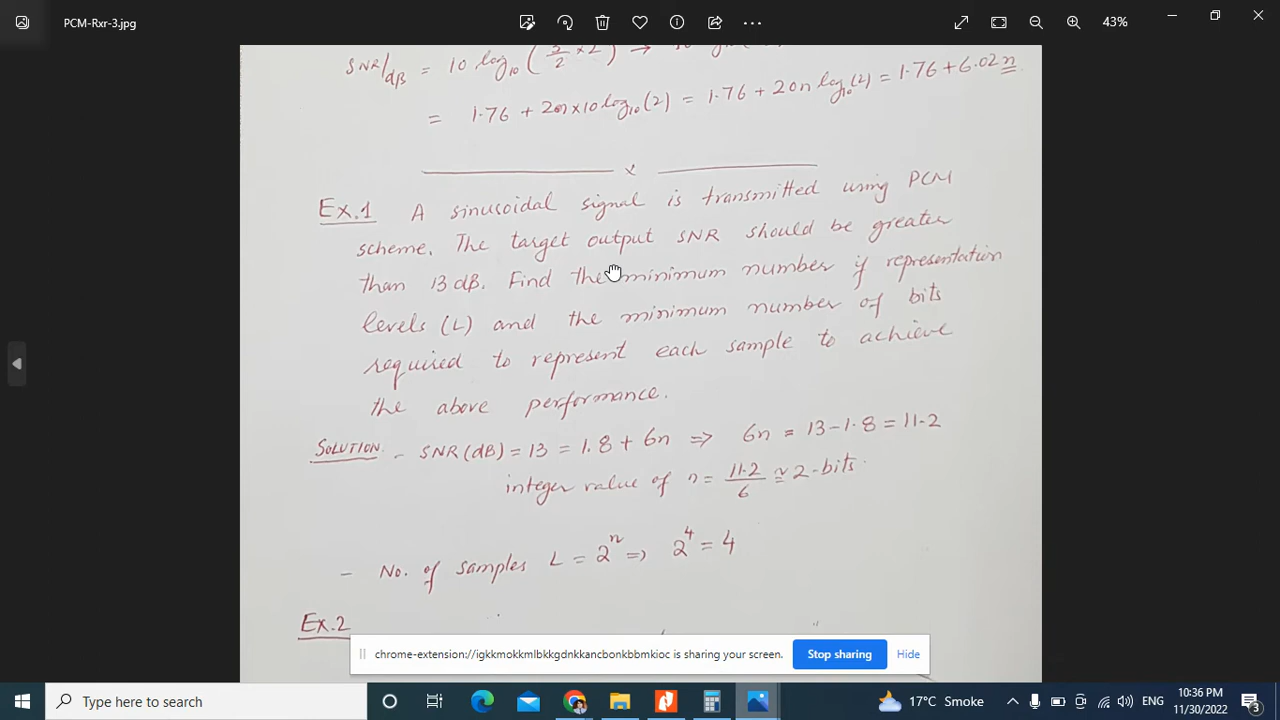 PCM-Rxr-3.jpg
43%
SNR/dB = 10 log10 (3/2 × 2
= 1.76 + 20n×10log10(2) = 1.76 + 20n log10(2) = 1.76 + 6.02 n
x
Ex.1 A sinusoidal signal is transmitted using PCM
scheme. The target output SNR should be greater
than 13 dB. Find the minimum number if representation
levels (L) and the minimum number of bits
required to represent each sample to achieve
the above performance.
SOLUTION - SNR(dB) = 13 = 1.8 + 6n => 6n = 13-1.8 = 11.2
integer value of n = 11.2/6 ≃ 2-bits.
- No. of samples L = 2^n => 2^4 = 4
Ex.2
chrome-extension://igkkmokkmlbkkgdnkkancbonkbbmkioc is sharing your screen. Stop sharing Hide
Type here to search
17°C Smoke
ENG
10:36 PM
11/30/2022
3